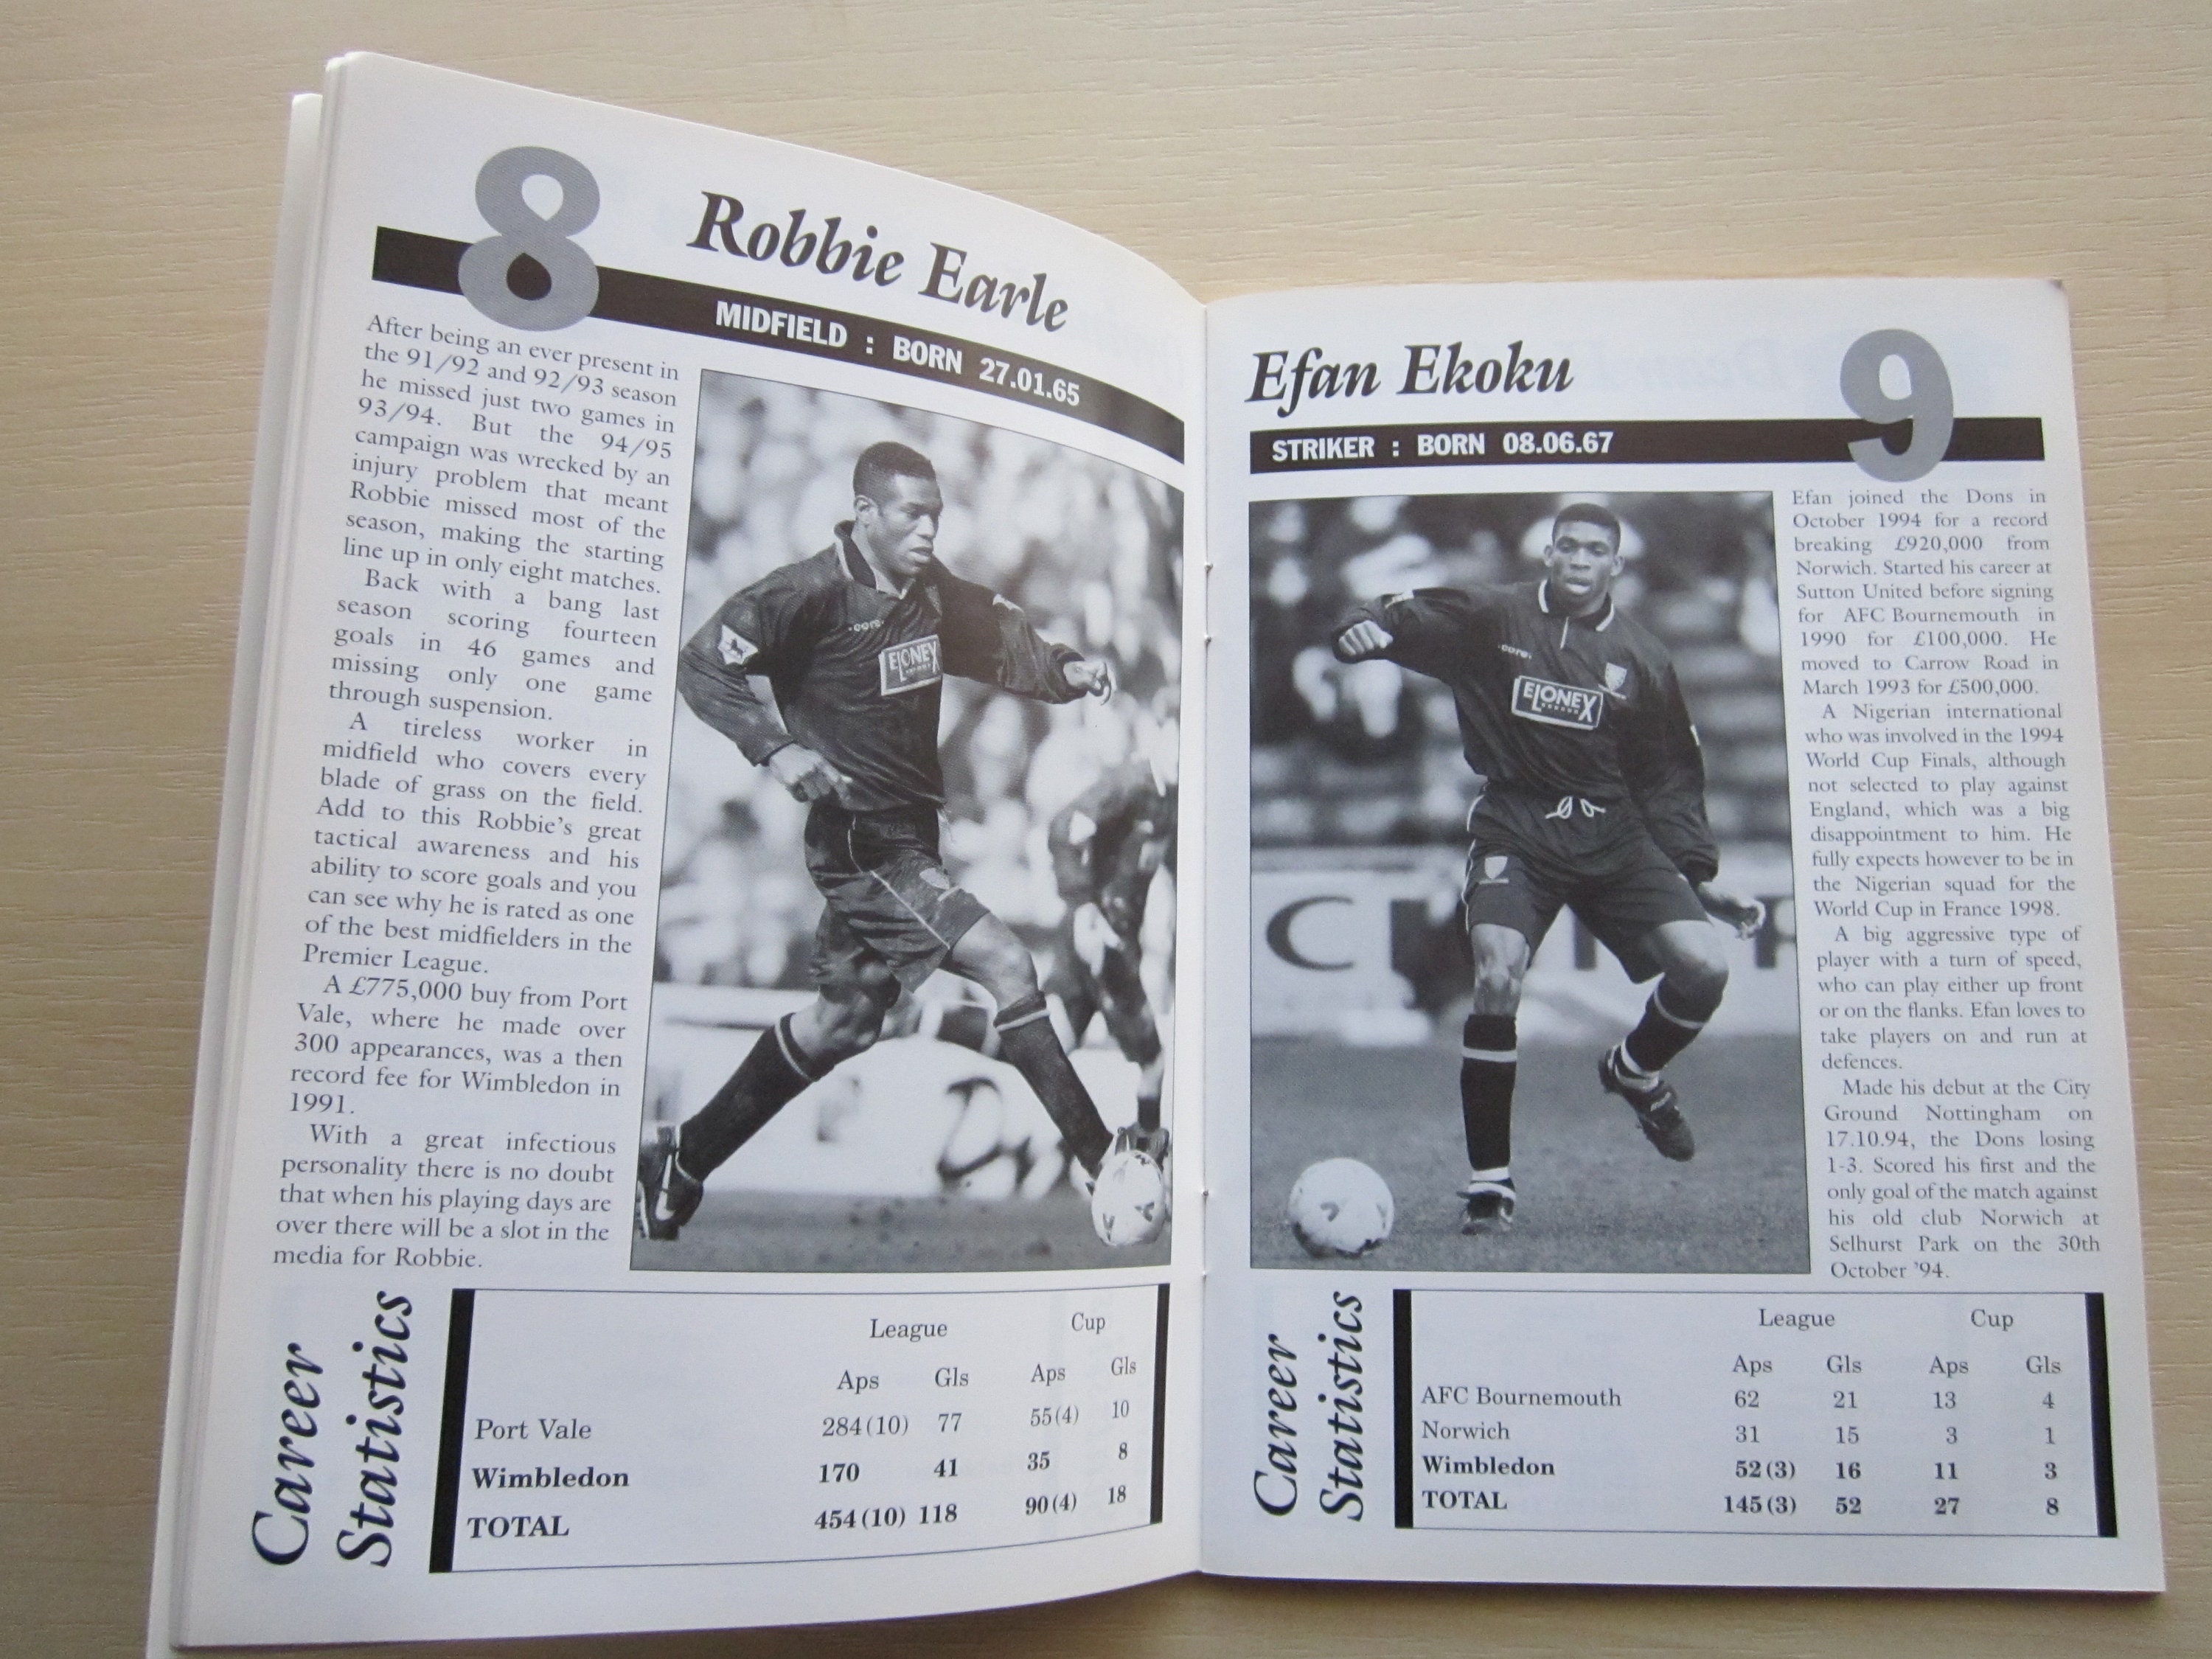 8
Robbie Earle
MIDFIELD : BORN 27.01.65
After being an ever present in
the 91/92 and 92/93 season
he missed just two games in
93/94. But the 94/95
campaign was wrecked by an
injury problem that meant
Robbie missed most of the
season, making the starting
line up in only eight matches.
Back with a bang last
season scoring fourteen
goals in 46 games and
missing only one game
through suspension.
A tireless worker in
midfield who covers every
blade of grass on the field.
Add to this Robbie's great
tactical awareness and his
ability to score goals and you
can see why he is rated as one
of the best midfielders in the
Premier League.
A £775,000 buy from Port
Vale, where he made over
300 appearances, was a then
record fee for Wimbledon in
1991.
With a great infectious
personality there is no doubt
that when his playing days are
over there will be a slot in the
media for Robbie.
·core·
ELONEX
Career
Statistics
League Cup
Aps Gls Aps Gls
Port Vale 284(10) 77 55(4) 10
Wimbledon 170 41 35 8
TOTAL 454(10) 118 90(4) 18
Efan Ekoku
9
STRIKER : BORN 08.06.67
·core·
ELONEX
Efan joined the Dons in
October 1994 for a record
breaking £920,000 from
Norwich. Started his career at
Sutton United before signing
for AFC Bournemouth in
1990 for £100,000. He
moved to Carrow Road in
March 1993 for £500,000.
A Nigerian international
who was involved in the 1994
World Cup Finals, although
not selected to play against
England, which was a big
disappointment to him. He
fully expects however to be in
the Nigerian squad for the
World Cup in France 1998.
A big aggressive type of
player with a turn of speed,
who can play either up front
or on the flanks. Efan loves to
take players on and run at
defences.
Made his debut at the City
Ground Nottingham on
17.10.94, the Dons losing
1-3. Scored his first and the
only goal of the match against
his old club Norwich at
Selhurst Park on the 30th
October '94.
Career
Statistics
League Cup
Aps Gls Aps Gls
AFC Bournemouth 62 21 13 4
Norwich 31 15 3 1
Wimbledon 52(3) 16 11 3
TOTAL 145(3) 52 27 8